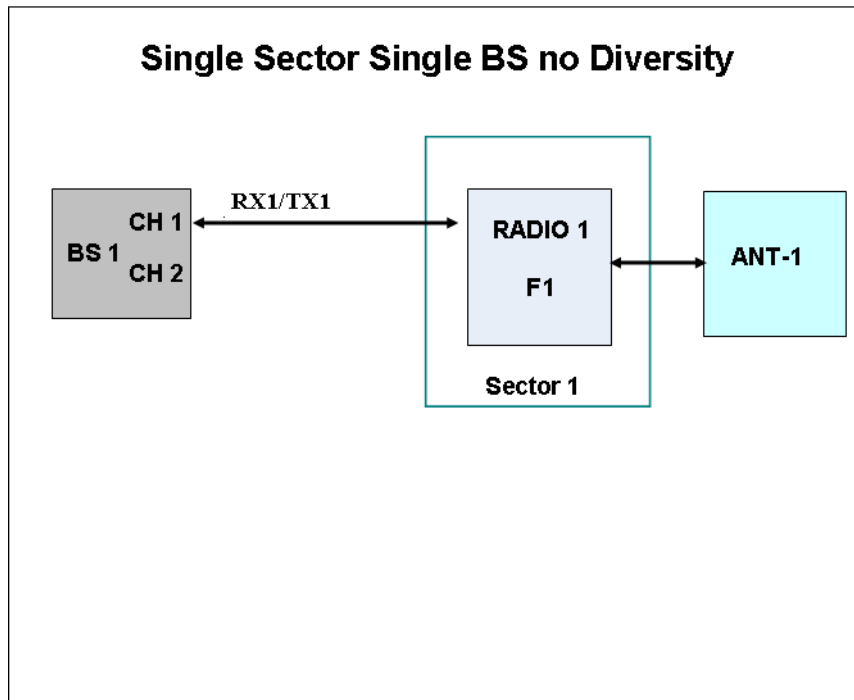 Single Sector Single BS no Diversity
RX1/TX1
CH 1
BS 1
CH 2
RADIO 1
F1
ANT-1
Sector 1